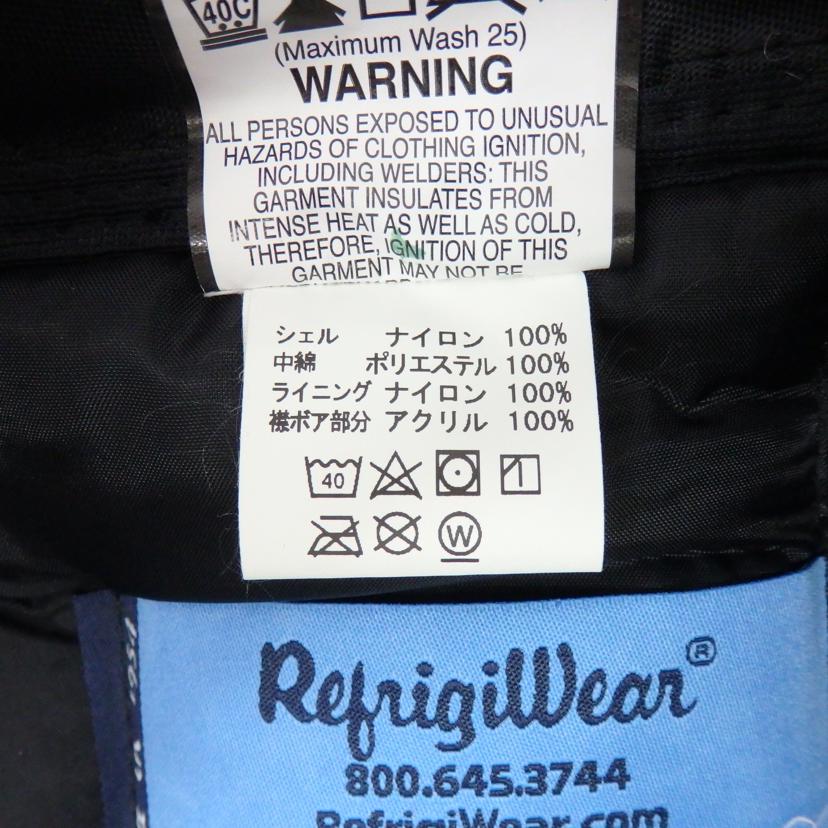 40C
(Maximum Wash 25)
WARNING
ALL PERSONS EXPOSED TO UNUSUAL
HAZARDS OF CLOTHING IGNITION,
INCLUDING WELDERS: THIS
GARMENT INSULATES FROM
INTENSE HEAT AS WELL AS COLD,
THEREFORE, IGNITION OF THIS
GARMENT MAY NOT BE
シェル ナイロン 100%
中綿 ポリエステル 100%
ライニング ナイロン 100%
襟ボア部分 アクリル 100%
40
W
RefrigiWear®
800.645.3744
RefrigiWear.com
1954